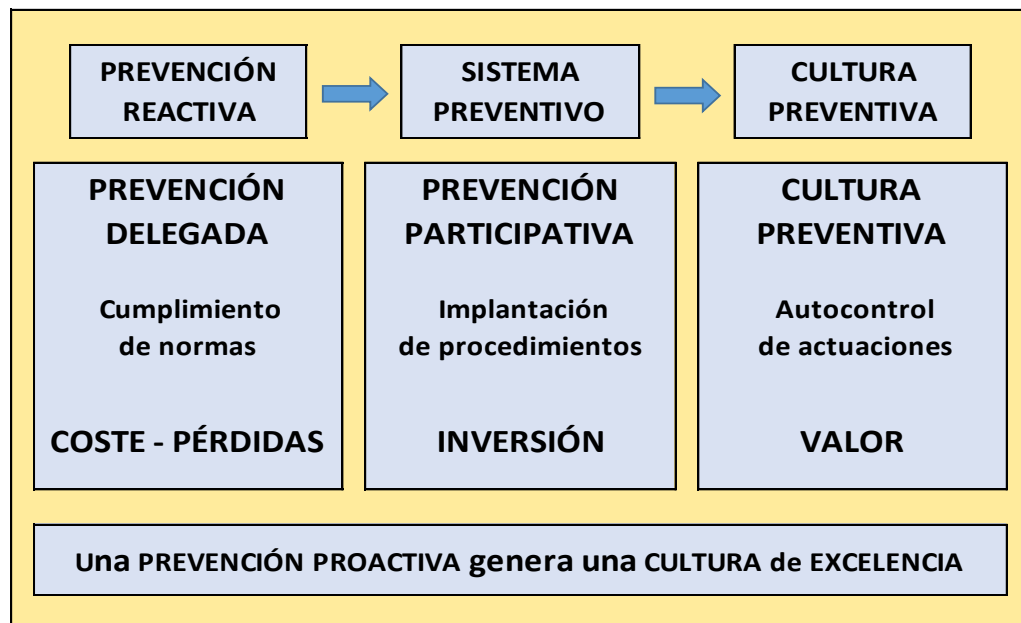 PREVENCIÓN
REACTIVA
SISTEMA
PREVENTIVO
CULTURA
PREVENTIVA
PREVENCIÓN
DELEGADA
Cumplimiento
de normas
COSTE - PÉRDIDAS
PREVENCIÓN
PARTICIPATIVA
Implantación
de procedimientos
INVERSIÓN
CULTURA
PREVENTIVA
Autocontrol
de actuaciones
VALOR
Una PREVENCIÓN PROACTIVA genera una CULTURA de EXCELENCIA